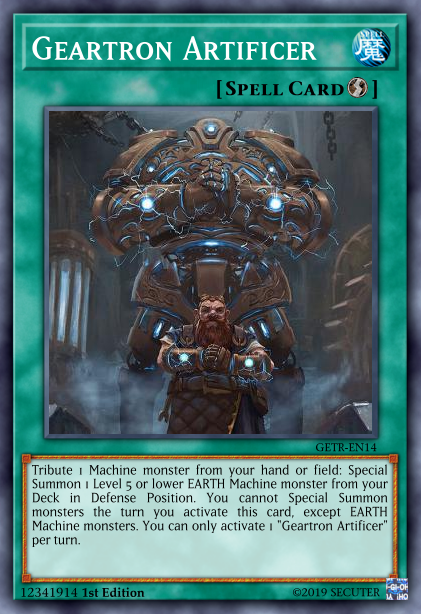 Geartron Artificer
魔
[Spell Card]
GETR-EN14
Tribute 1 Machine monster from your hand or field: Special
Summon 1 Level 5 or lower EARTH Machine monster from your
Deck in Defense Position. You cannot Special Summon
monsters the turn you activate this card, except EARTH
Machine monsters. You can only activate 1 "Geartron Artificer"
per turn.
12341914 1st Edition ©2019 SECUTER